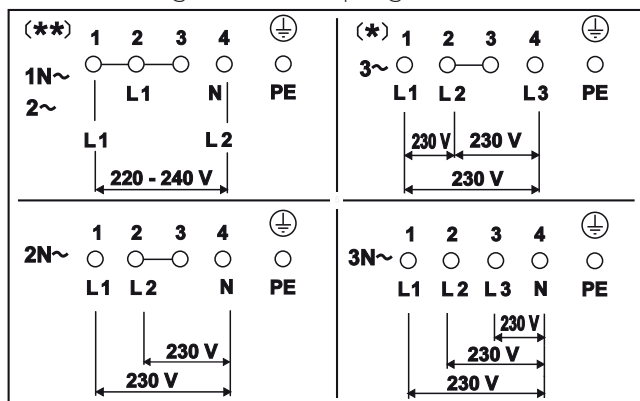 (**) 1 2 3 4
1N~
2~
L1 N PE
L1 L2
220 - 240 V
(*) 1 2 3 4
3~
L1 L2 L3 PE
230 V 230 V
230 V
1 2 3 4
2N~
L1 L2 N PE
230 V
230 V
1 2 3 4
3N~
L1 L2 L3 N PE
230 V
230 V
230 V